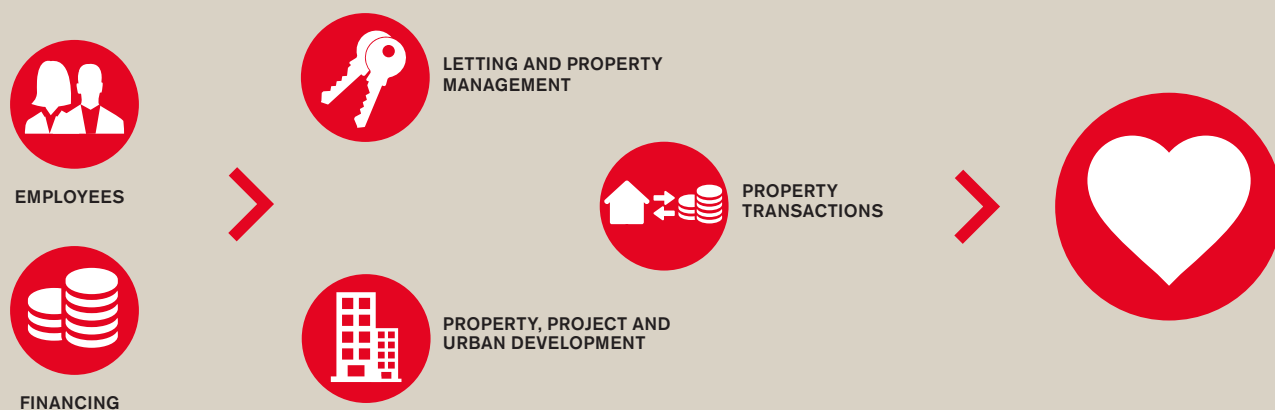 EMPLOYEES
FINANCING
LETTING AND PROPERTY
MANAGEMENT
PROPERTY, PROJECT AND
URBAN DEVELOPMENT
PROPERTY
TRANSACTIONS